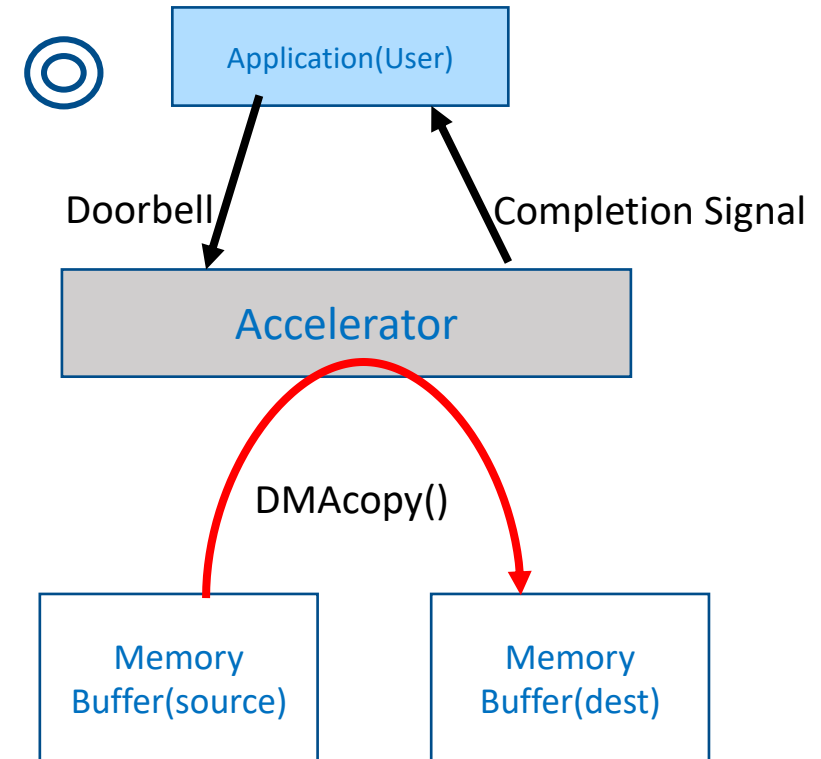 Application(User)
Doorbell
Completion Signal
Accelerator
DMAcopy()
Memory
Buffer(source)
Memory
Buffer(dest)